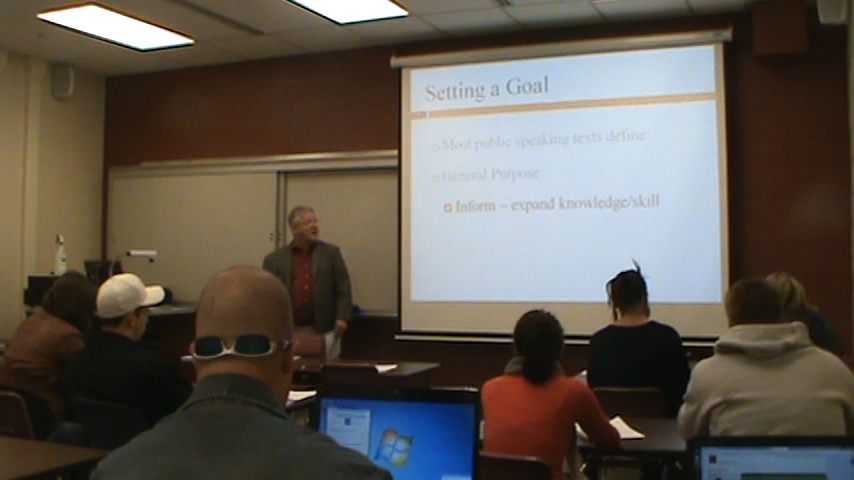 Setting a Goal
Most public speaking texts define
General Purpose
Inform – expand knowledge/skill